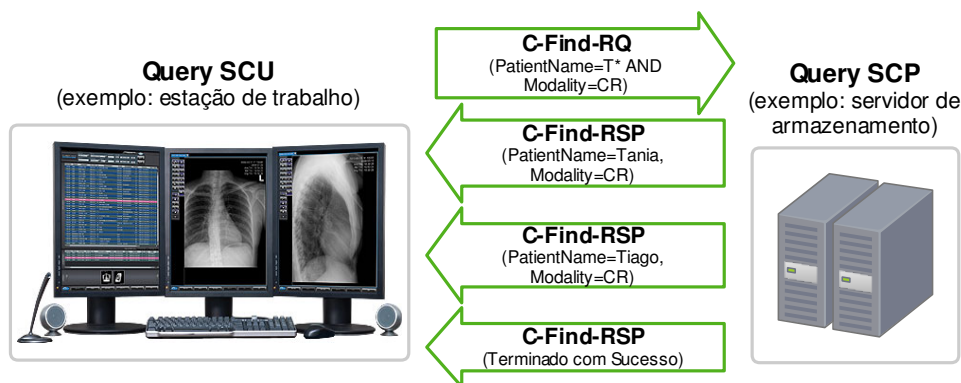 Query SCU
(exemplo: estação de trabalho)
C-Find-RQ
(PatientName=T* AND
Modality=CR)
C-Find-RSP
(PatientName=Tania,
Modality=CR)
C-Find-RSP
(PatientName=Tiago,
Modality=CR)
C-Find-RSP
(Terminado com Sucesso)
Query SCP
(exemplo: servidor de
armazenamento)
L